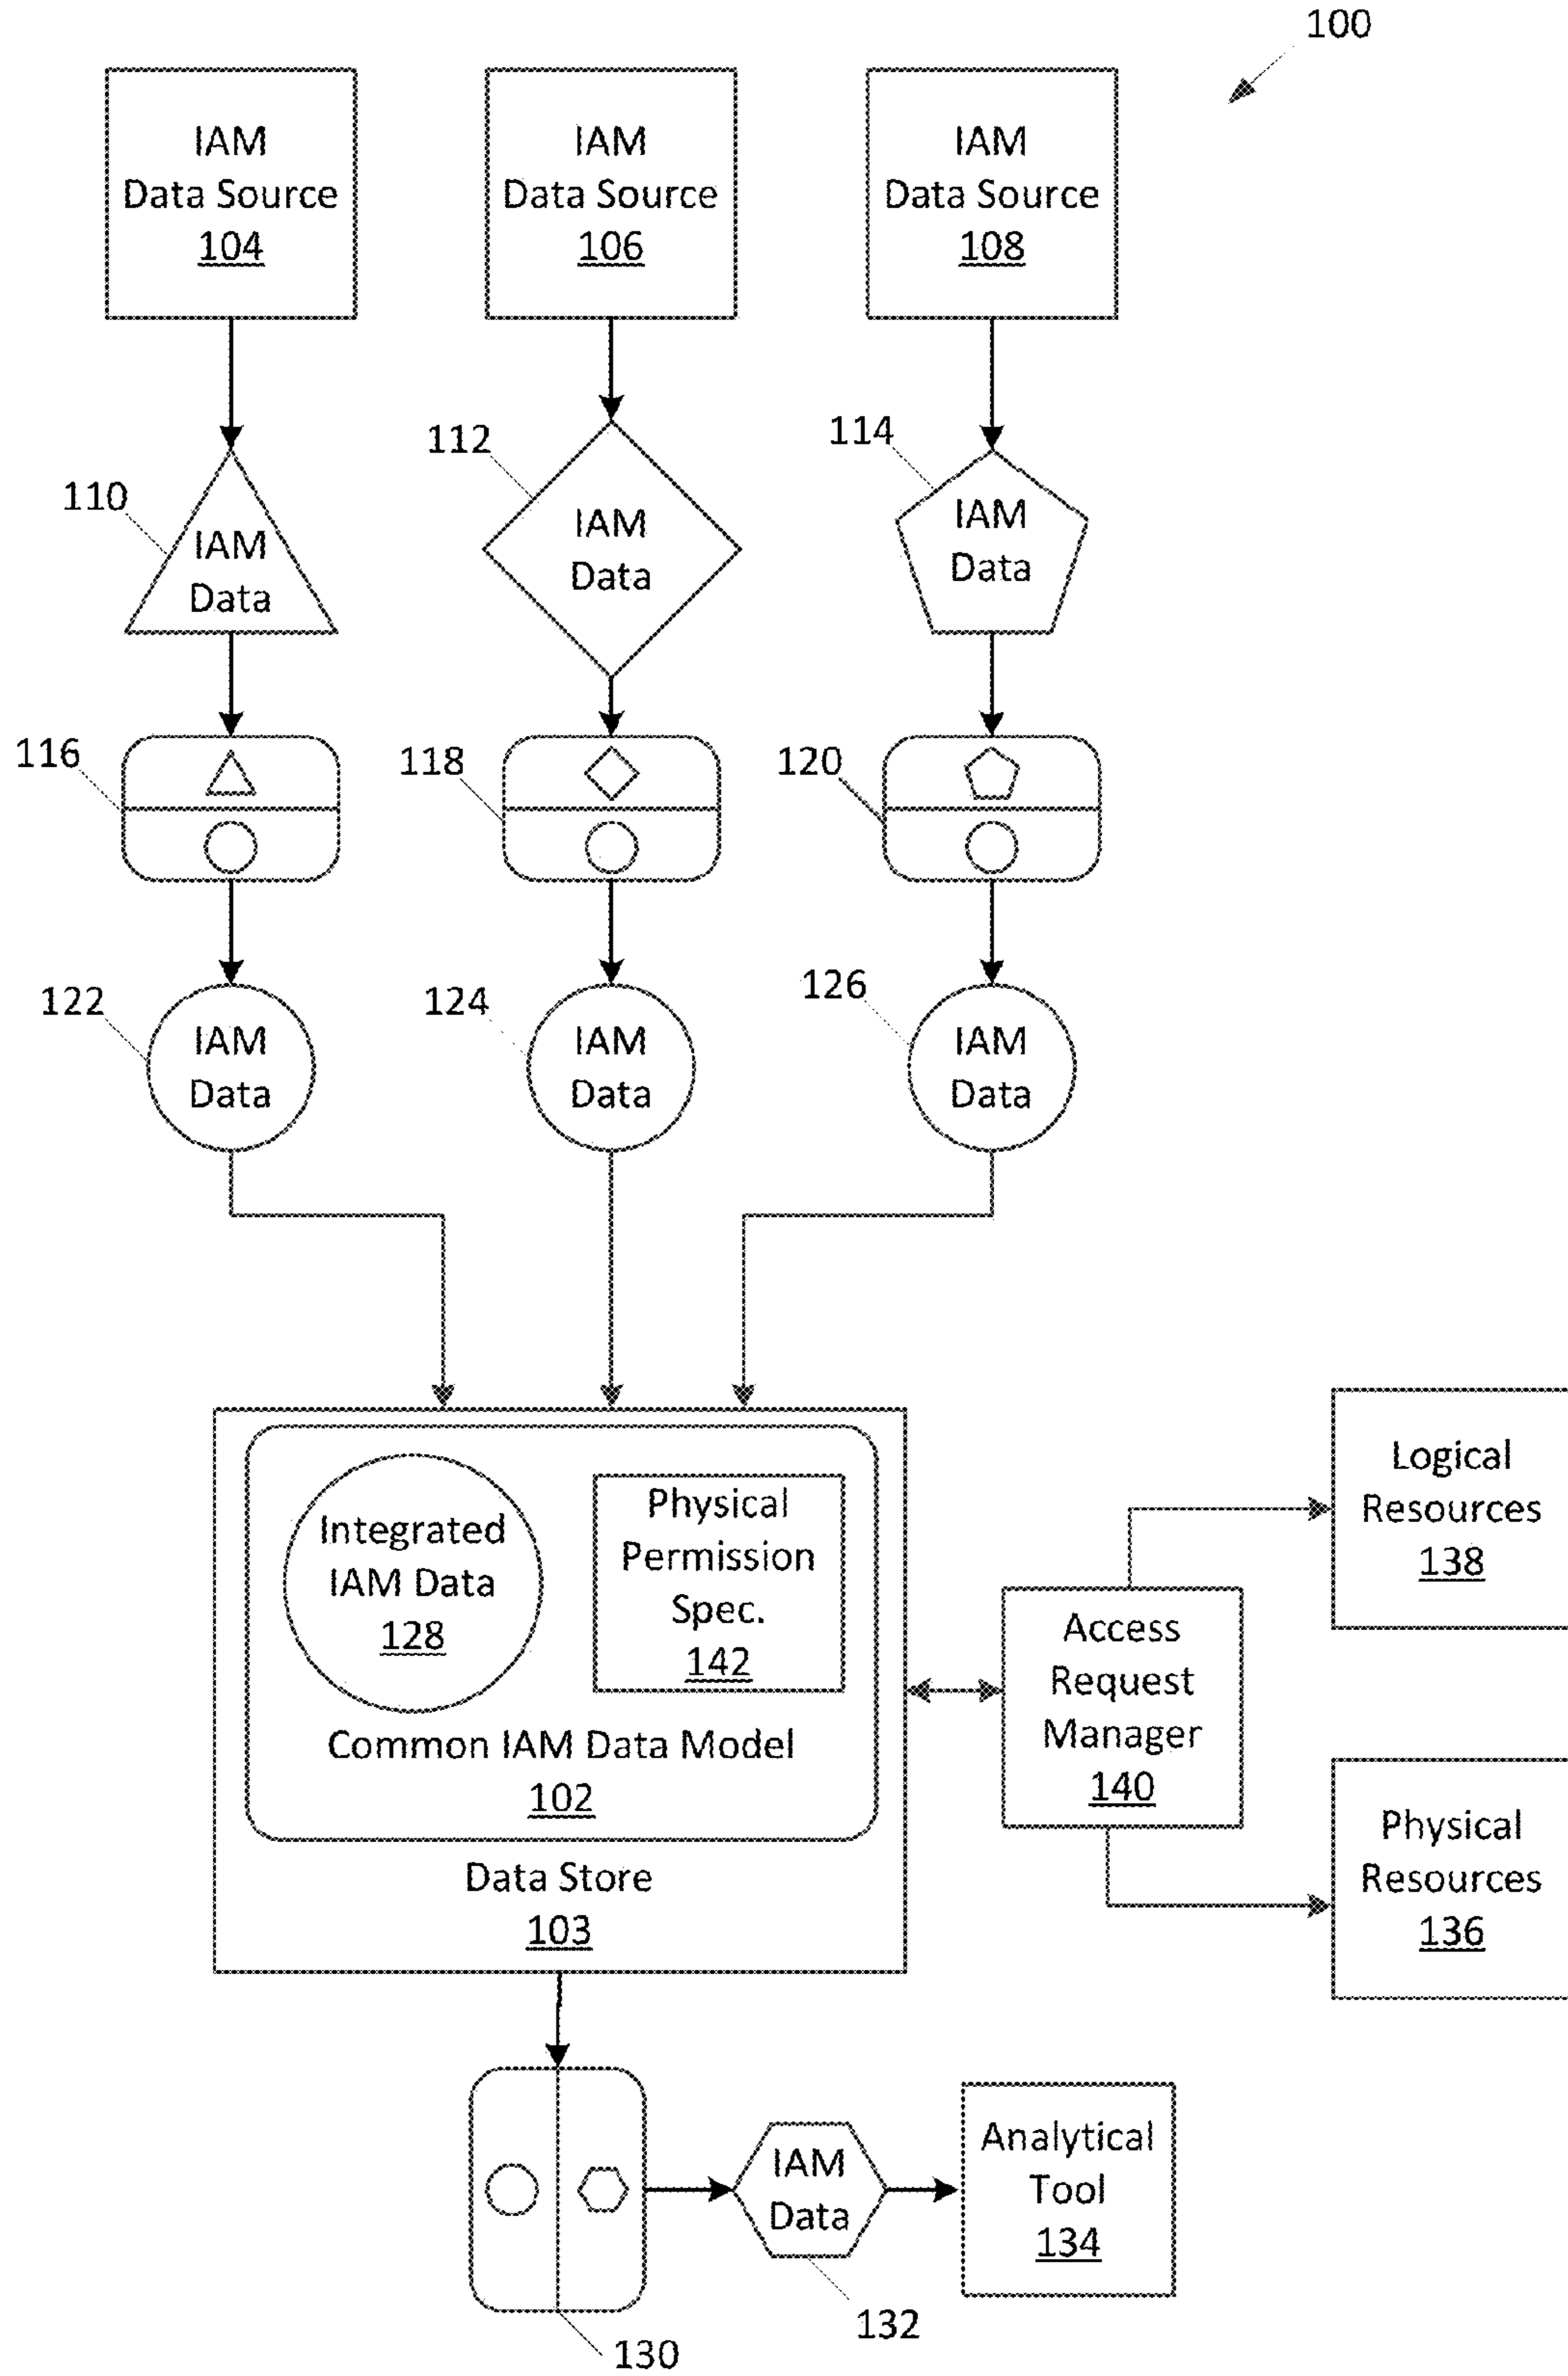 100
IAM
Data Source
104
IAM
Data Source
106
IAM
Data Source
108
110
IAM
Data
112
IAM
Data
114
IAM
Data
116
118
120
122
IAM
Data
124
IAM
Data
126
IAM
Data
Integrated
IAM Data
128
Physical
Permission
Spec.
142
Common IAM Data Model
102
Data Store
103
Access
Request
Manager
140
Logical
Resources
138
Physical
Resources
136
130
IAM
Data
132
Analytical
Tool
134